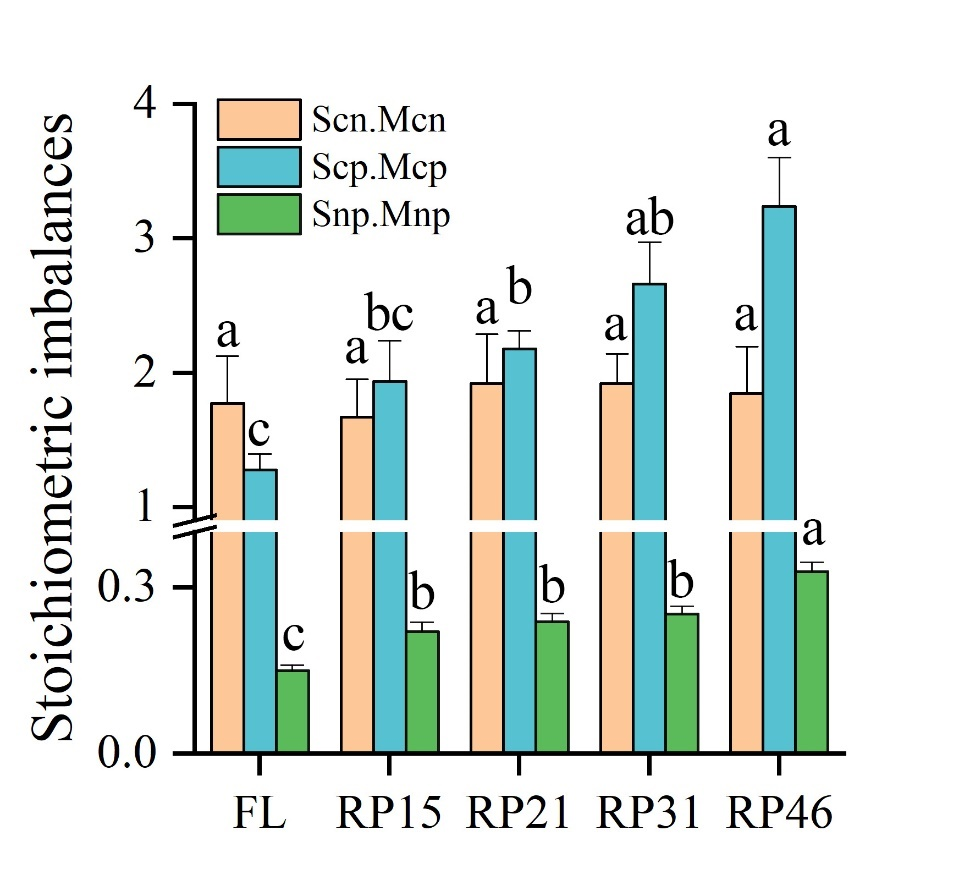 Stoichiometric imbalances
4
3
2
1
0.3
0.0
Scn.Mcn
Scp.Mcp
Snp.Mnp
a
c
c
a
bc
b
a
b
b
a
ab
b
a
a
a
FL RP15 RP21 RP31 RP46